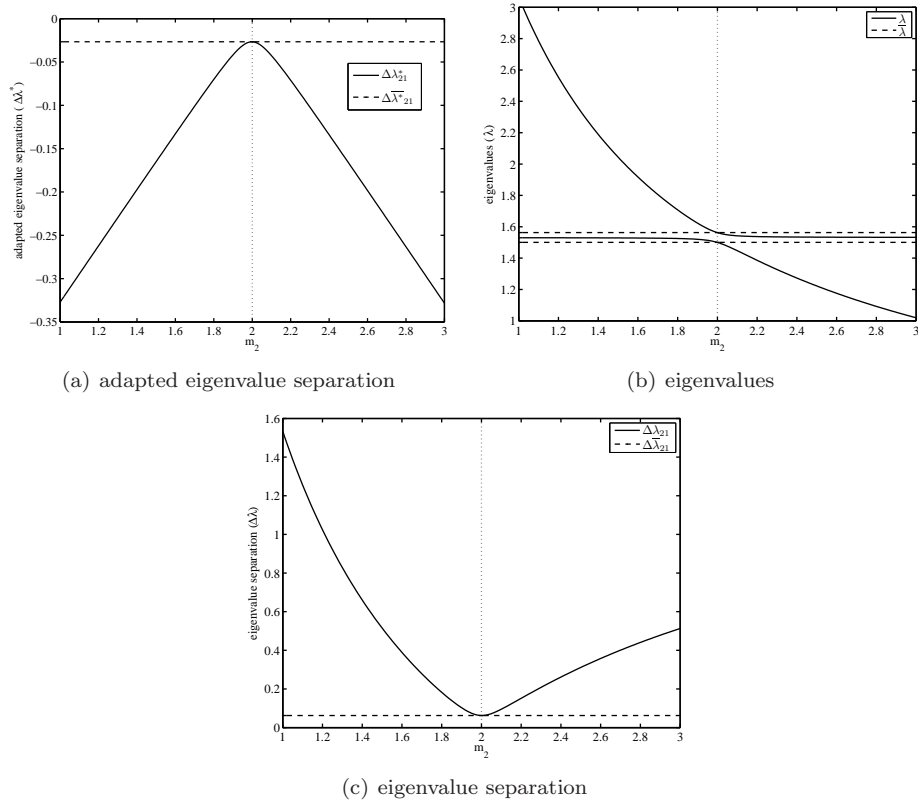 0
−0.05
−0.1
−0.15
−0.2
−0.25
−0.3
−0.35
adapted eigenvalue separation ( Δλ*)
1 1.2 1.4 1.6 1.8 2 2.2 2.4 2.6 2.8 3
m₂
Δλ*₂₁
Δλ̅*₂₁
(a) adapted eigenvalue separation
3
2.8
2.6
2.4
2.2
2
1.8
1.6
1.4
1.2
1
eigenvalues ( λ)
1 1.2 1.4 1.6 1.8 2 2.2 2.4 2.6 2.8 3
m₂
λ
λ̅
(b) eigenvalues
1.6
1.4
1.2
1
0.8
0.6
0.4
0.2
0
eigenvalue separation (Δλ)
1 1.2 1.4 1.6 1.8 2 2.2 2.4 2.6 2.8 3
m₂
Δλ₂₁
Δλ̅₂₁
(c) eigenvalue separation